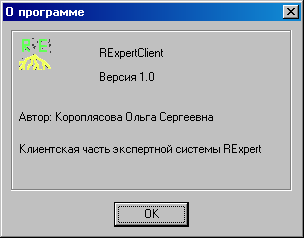 О программе
R E
RExpertClient
Версия 1.0
Автор: Короплясова Ольга Сергеевна
Клиентская часть экспертной системы RExpert
OK